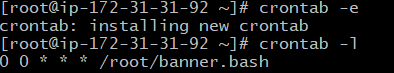 [root@ip-172-31-31-92 ~]# crontab -e
crontab: installing new crontab
[root@ip-172-31-31-92 ~]# crontab -l
0 0 * * * /root/banner.bash